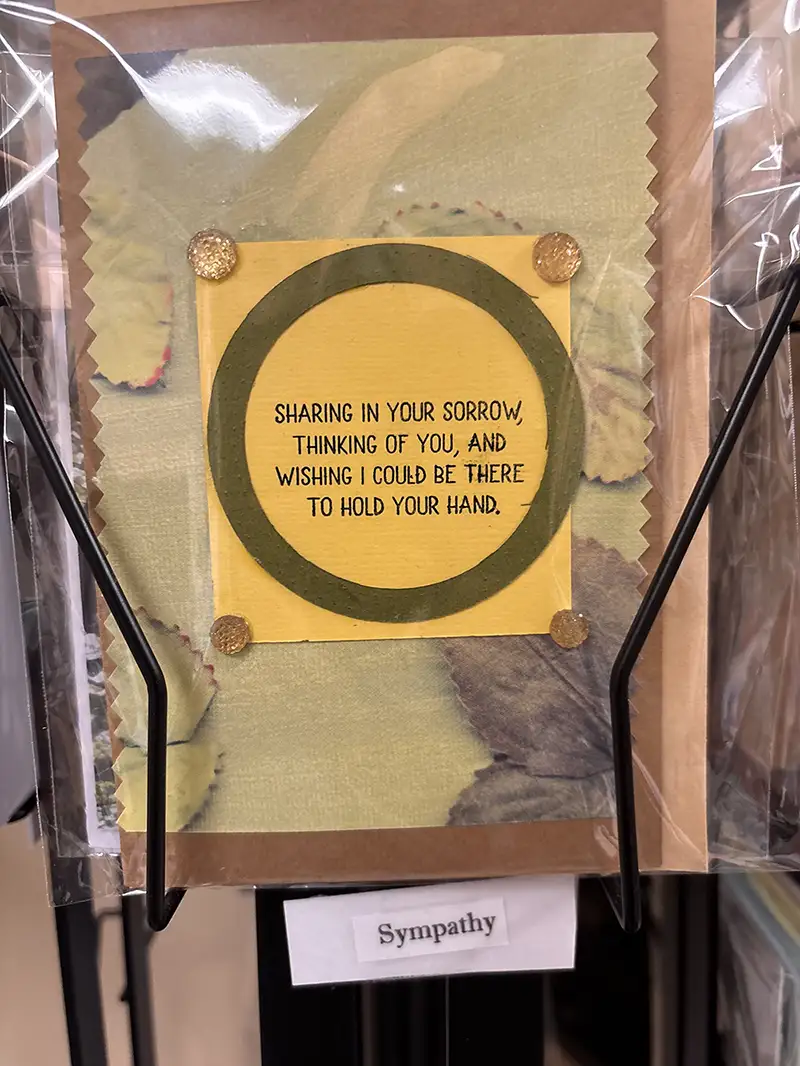 SHARING IN YOUR SORROW,
THINKING OF YOU, AND
WISHING I COULD BE THERE
TO HOLD YOUR HAND.
Sympathy